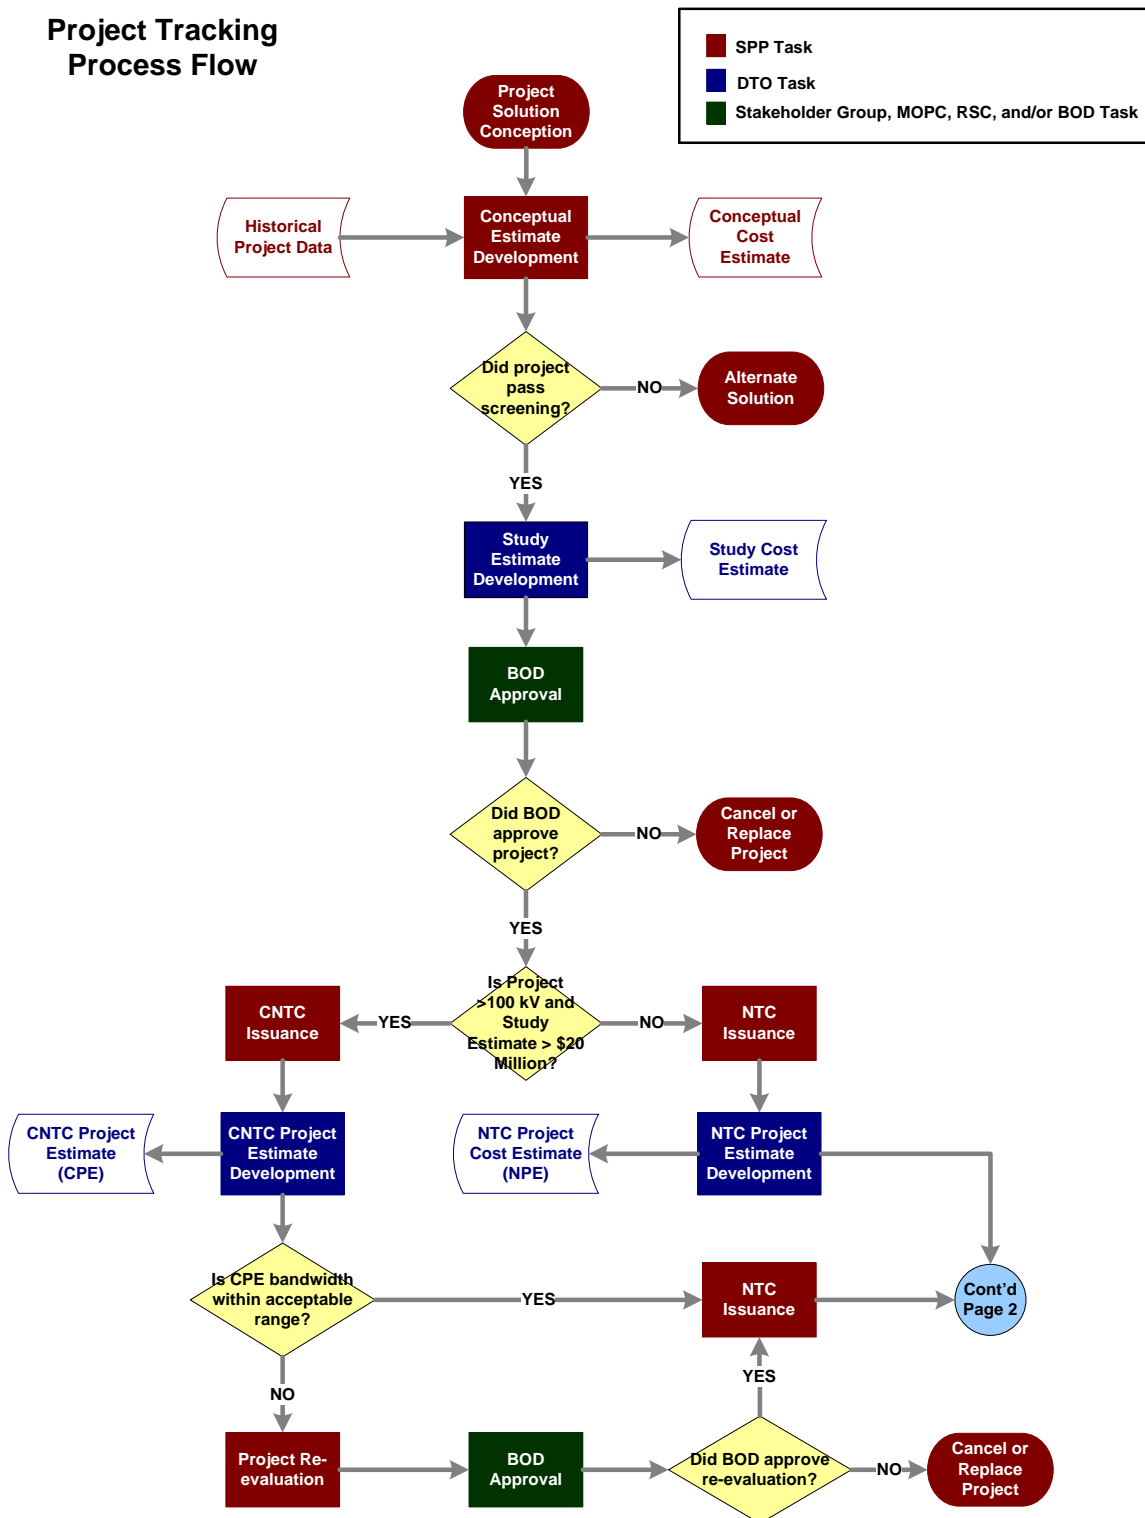 Project Tracking
Process Flow
SPP Task
DTO Task
Stakeholder Group, MOPC, RSC, and/or BOD Task
Project
Solution
Conception
Historical
Project Data
Conceptual
Estimate
Development
Conceptual
Cost
Estimate
Did project
pass
screening?
NO
Alternate
Solution
YES
Study
Estimate
Development
Study Cost
Estimate
BOD
Approval
Did BOD
approve
project?
NO
Cancel or
Replace
Project
YES
Is Project
>100 kV and
Study
Estimate > $20
Million?
YES
CNTC
Issuance
NO
NTC
Issuance
CNTC Project
Estimate
(CPE)
CNTC Project
Estimate
Development
NTC Project
Cost Estimate
(NPE)
NTC Project
Estimate
Development
Is CPE bandwidth
within acceptable
range?
YES
NTC
Issuance
Cont'd
Page 2
NO
YES
Project Re-
evaluation
BOD
Approval
Did BOD approve
re-evaluation?
NO
Cancel or
Replace
Project